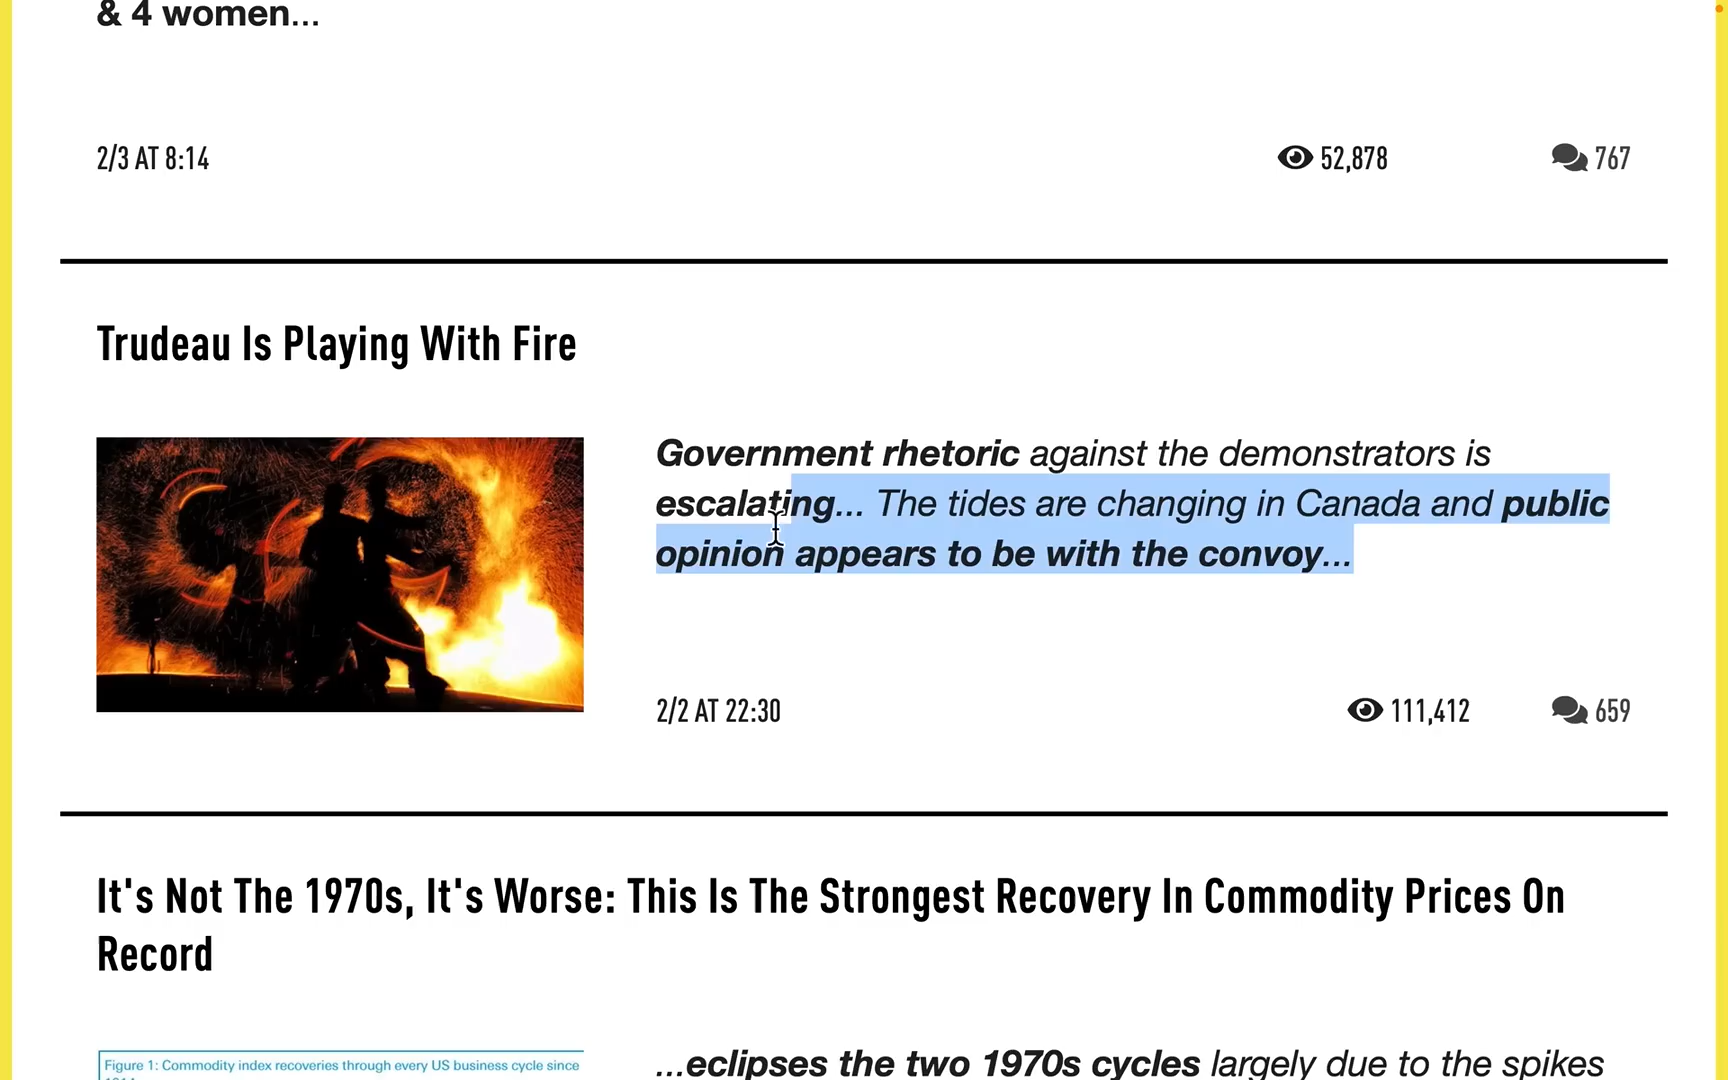 & 4 women...
2/3 AT 8:14
52,878
767
Trudeau Is Playing With Fire
Government rhetoric against the demonstrators is
escalating... The tides are changing in Canada and public
opinion appears to be with the convoy...
2/2 AT 22:30
111,412
659
It's Not The 1970s, It's Worse: This Is The Strongest Recovery In Commodity Prices On
Record
Figure 1: Commodity index recoveries through every US business cycle since
...eclipses the two 1970s cycles largely due to the spikes